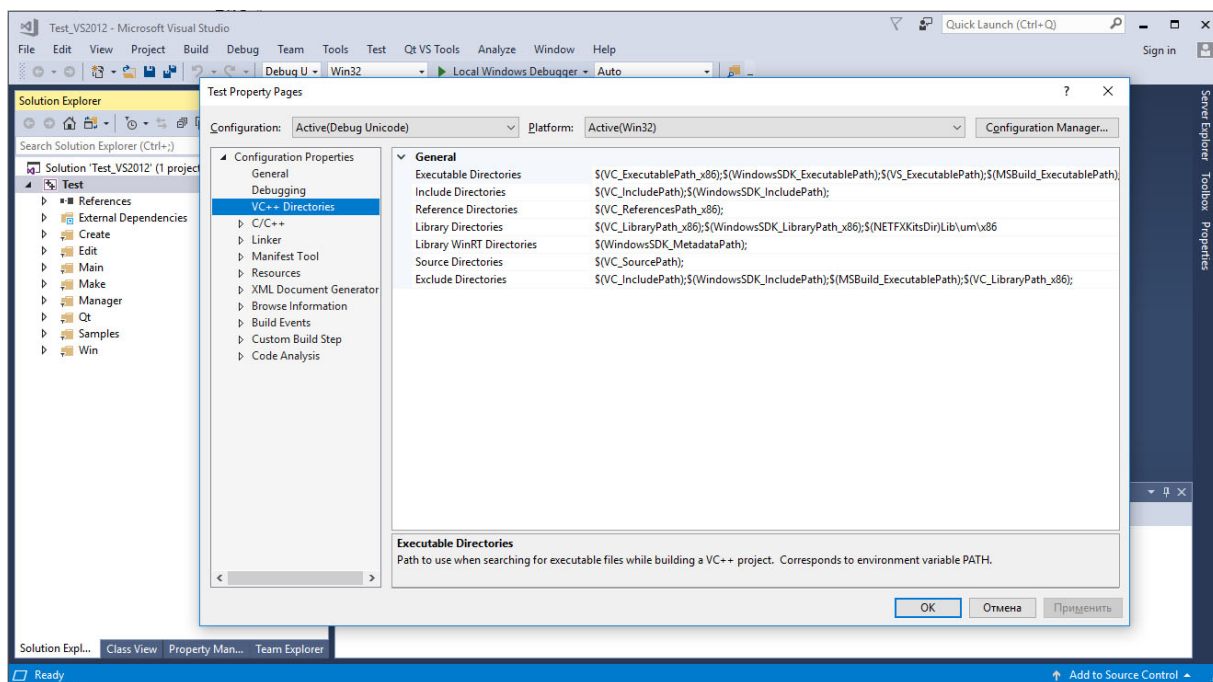 Test_VS2012 - Microsoft Visual Studio
Quick Launch (Ctrl+Q)
File Edit View Project Build Debug Team Tools Test Qt VS Tools Analyze Window Help
Sign in
Debug U Win32 Local Windows Debugger Auto
Solution Explorer
Search Solution Explorer (Ctrl+;)
Solution 'Test_VS2012' (1 project
Test
References
External Dependencies
Create
Edit
Main
Make
Manager
Qt
Samples
Win
Test Property Pages
?
Configuration: Active(Debug Unicode) Platform: Active(Win32) Configuration Manager...
Configuration Properties
General
Debugging
VC++ Directories
C/C++
Linker
Manifest Tool
Resources
XML Document Generator
Browse Information
Build Events
Custom Build Step
Code Analysis
General
Executable Directories $(VC_ExecutablePath_x86);$(WindowsSDK_ExecutablePath);$(VS_ExecutablePath);$(MSBuild_ExecutablePath);
Include Directories $(VC_IncludePath);$(WindowsSDK_IncludePath);
Reference Directories $(VC_ReferencesPath_x86);
Library Directories $(VC_LibraryPath_x86);$(WindowsSDK_LibraryPath_x86);$(NETFXKitsDir)Lib\um\x86
Library WinRT Directories $(WindowsSDK_MetadataPath);
Source Directories $(VC_SourcePath);
Exclude Directories $(VC_IncludePath);$(WindowsSDK_IncludePath);$(MSBuild_ExecutablePath);$(VC_LibraryPath_x86);
Executable Directories
Path to use when searching for executable files while building a VC++ project. Corresponds to environment variable PATH.
OK Отмена Применить
Server Explorer
Toolbox
Properties
Solution Expl... Class View Property Man... Team Explorer
Ready
Add to Source Control